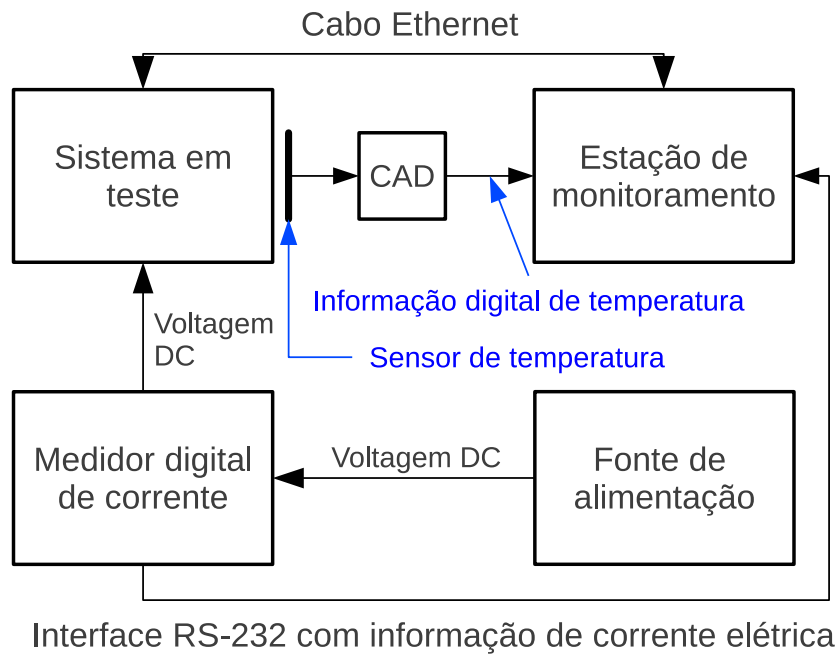 Cabo Ethernet
Sistema em
teste
CAD
Estação de
monitoramento
Informação digital de temperatura
Voltagem
DC
Sensor de temperatura
Medidor digital
de corrente
Voltagem DC
Fonte de
alimentação
Interface RS-232 com informação de corrente elétrica